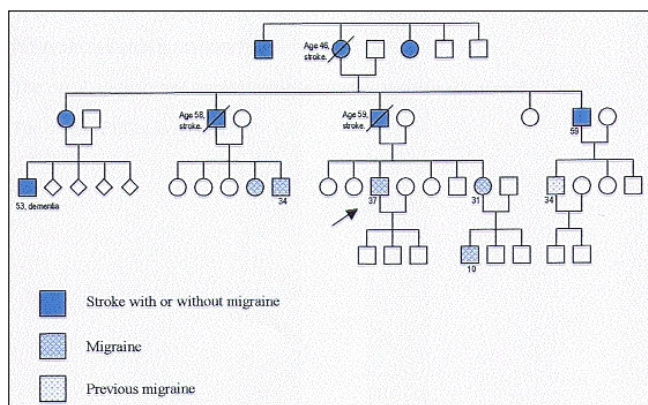 Age 46,
stroke.
Age 58,
stroke.
Age 59,
stroke.
59
53, dementia
34
37
31
34
10
Stroke with or without migraine
Migraine
Previous migraine